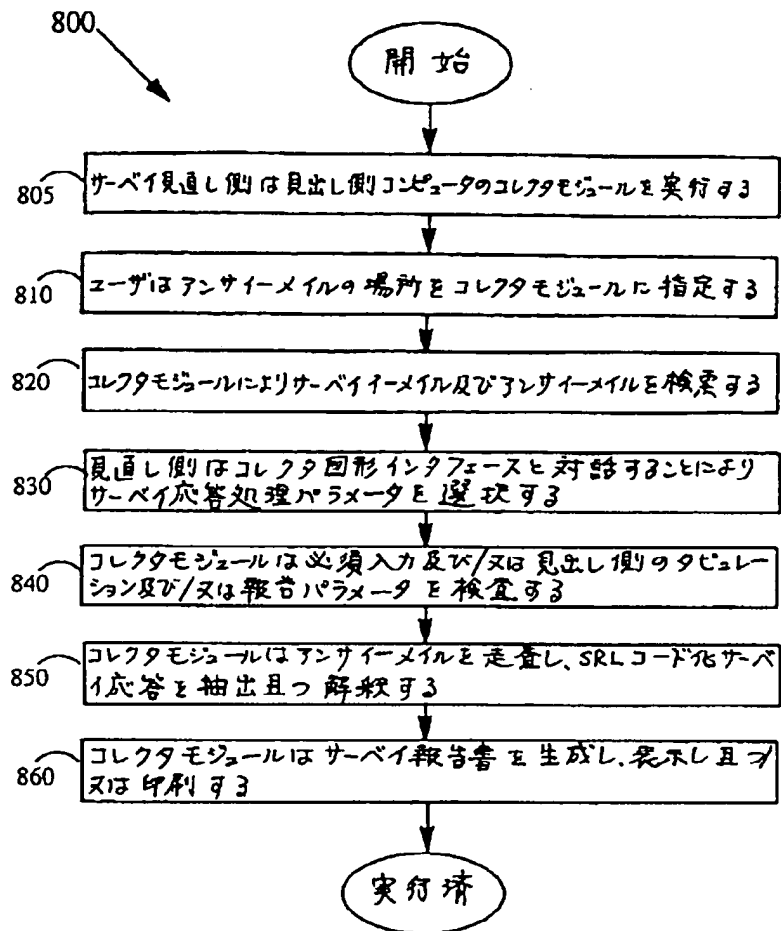 800
開始
805
サーベイ見直し側は見出し側コンピュータのコレクタモジュールを実行する
810
ユーザはアンサイーメイルの場所をコレクタモジュールに指定する
820
コレクタモジュールによりサーベイイーメイル及びアンサイーメイルを検索する
830
見直し側はコレクタ図形インタフェースと対話することにより
サーベイ応答処理パラメータを選択する
840
コレクタモジュールは必須入力及び/又は見出し側のタビュレー
ション及び/又は報告パラメータを検査する
850
コレクタモジュールはアンサイーメイルを走査し、SRLコード化サーベ
イ応答を抽出且つ解釈する
860
コレクタモジュールはサーベイ報告書を生成し、表示し且つ/
又は印刷する
実行済